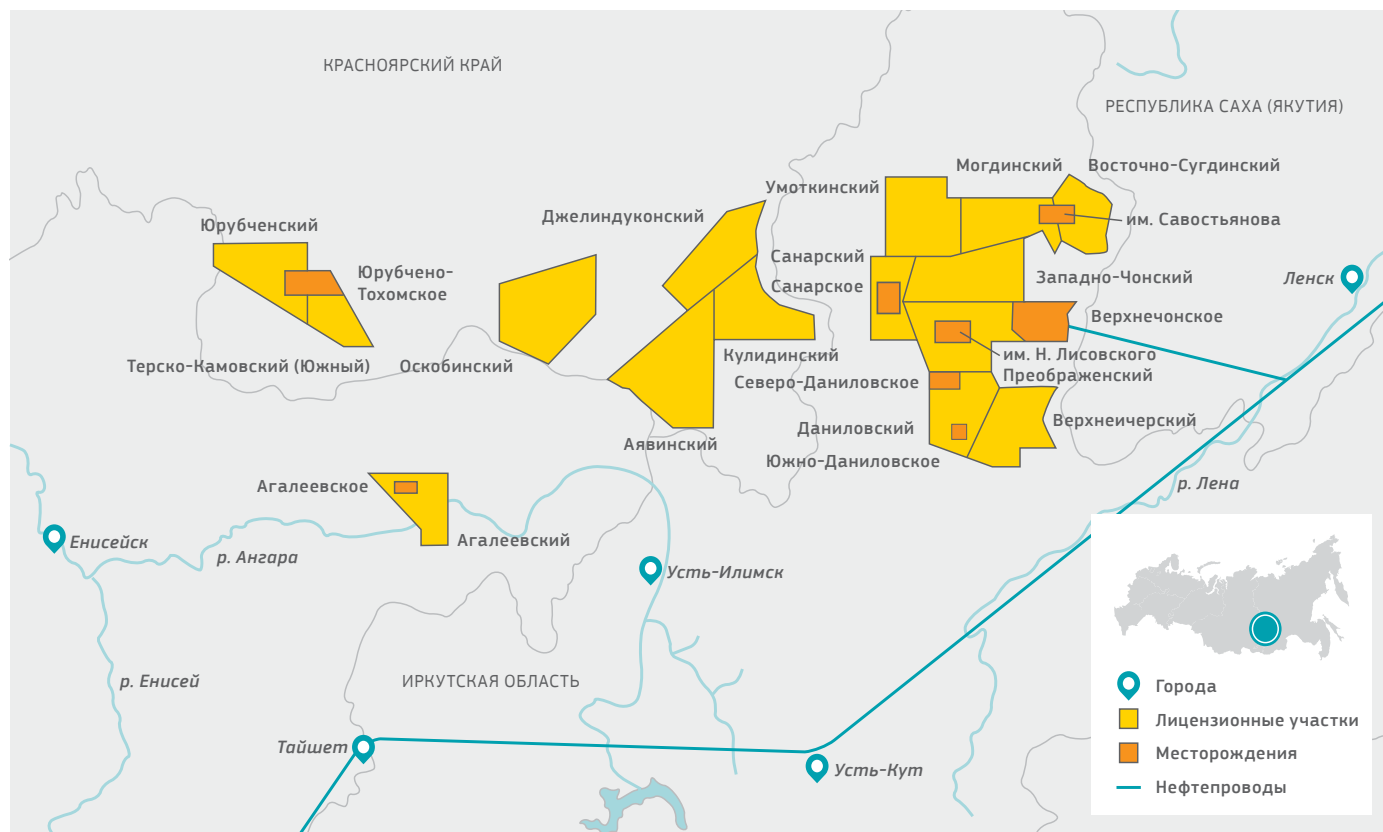 КРАСНОЯРСКИЙ КРАЙ
РЕСПУБЛИКА САХА (ЯКУТИЯ)
Могдинский
Восточно-Сугдинский
Умоткинский
Джелиндуконский
им. Савостьянова
Юрубченский
Санарский
Юрубчено-
Тохомское
Санарское
Западно-Чонский
Ленск
Верхнечонское
Терско-Камовский (Южный)
Оскобинский
Кулидинский
им. Н. Лисовского
Преображенский
Северо-Даниловское
Верхнеичерский
Даниловский
Аявинский
Южно-Даниловское
Агалеевское
р. Лена
Енисейск
Агалеевский
р. Ангара
Усть-Илимск
р. Енисей
ИРКУТСКАЯ ОБЛАСТЬ
Тайшет
Усть-Кут
Города
Лицензионные участки
Месторождения
Нефтепроводы